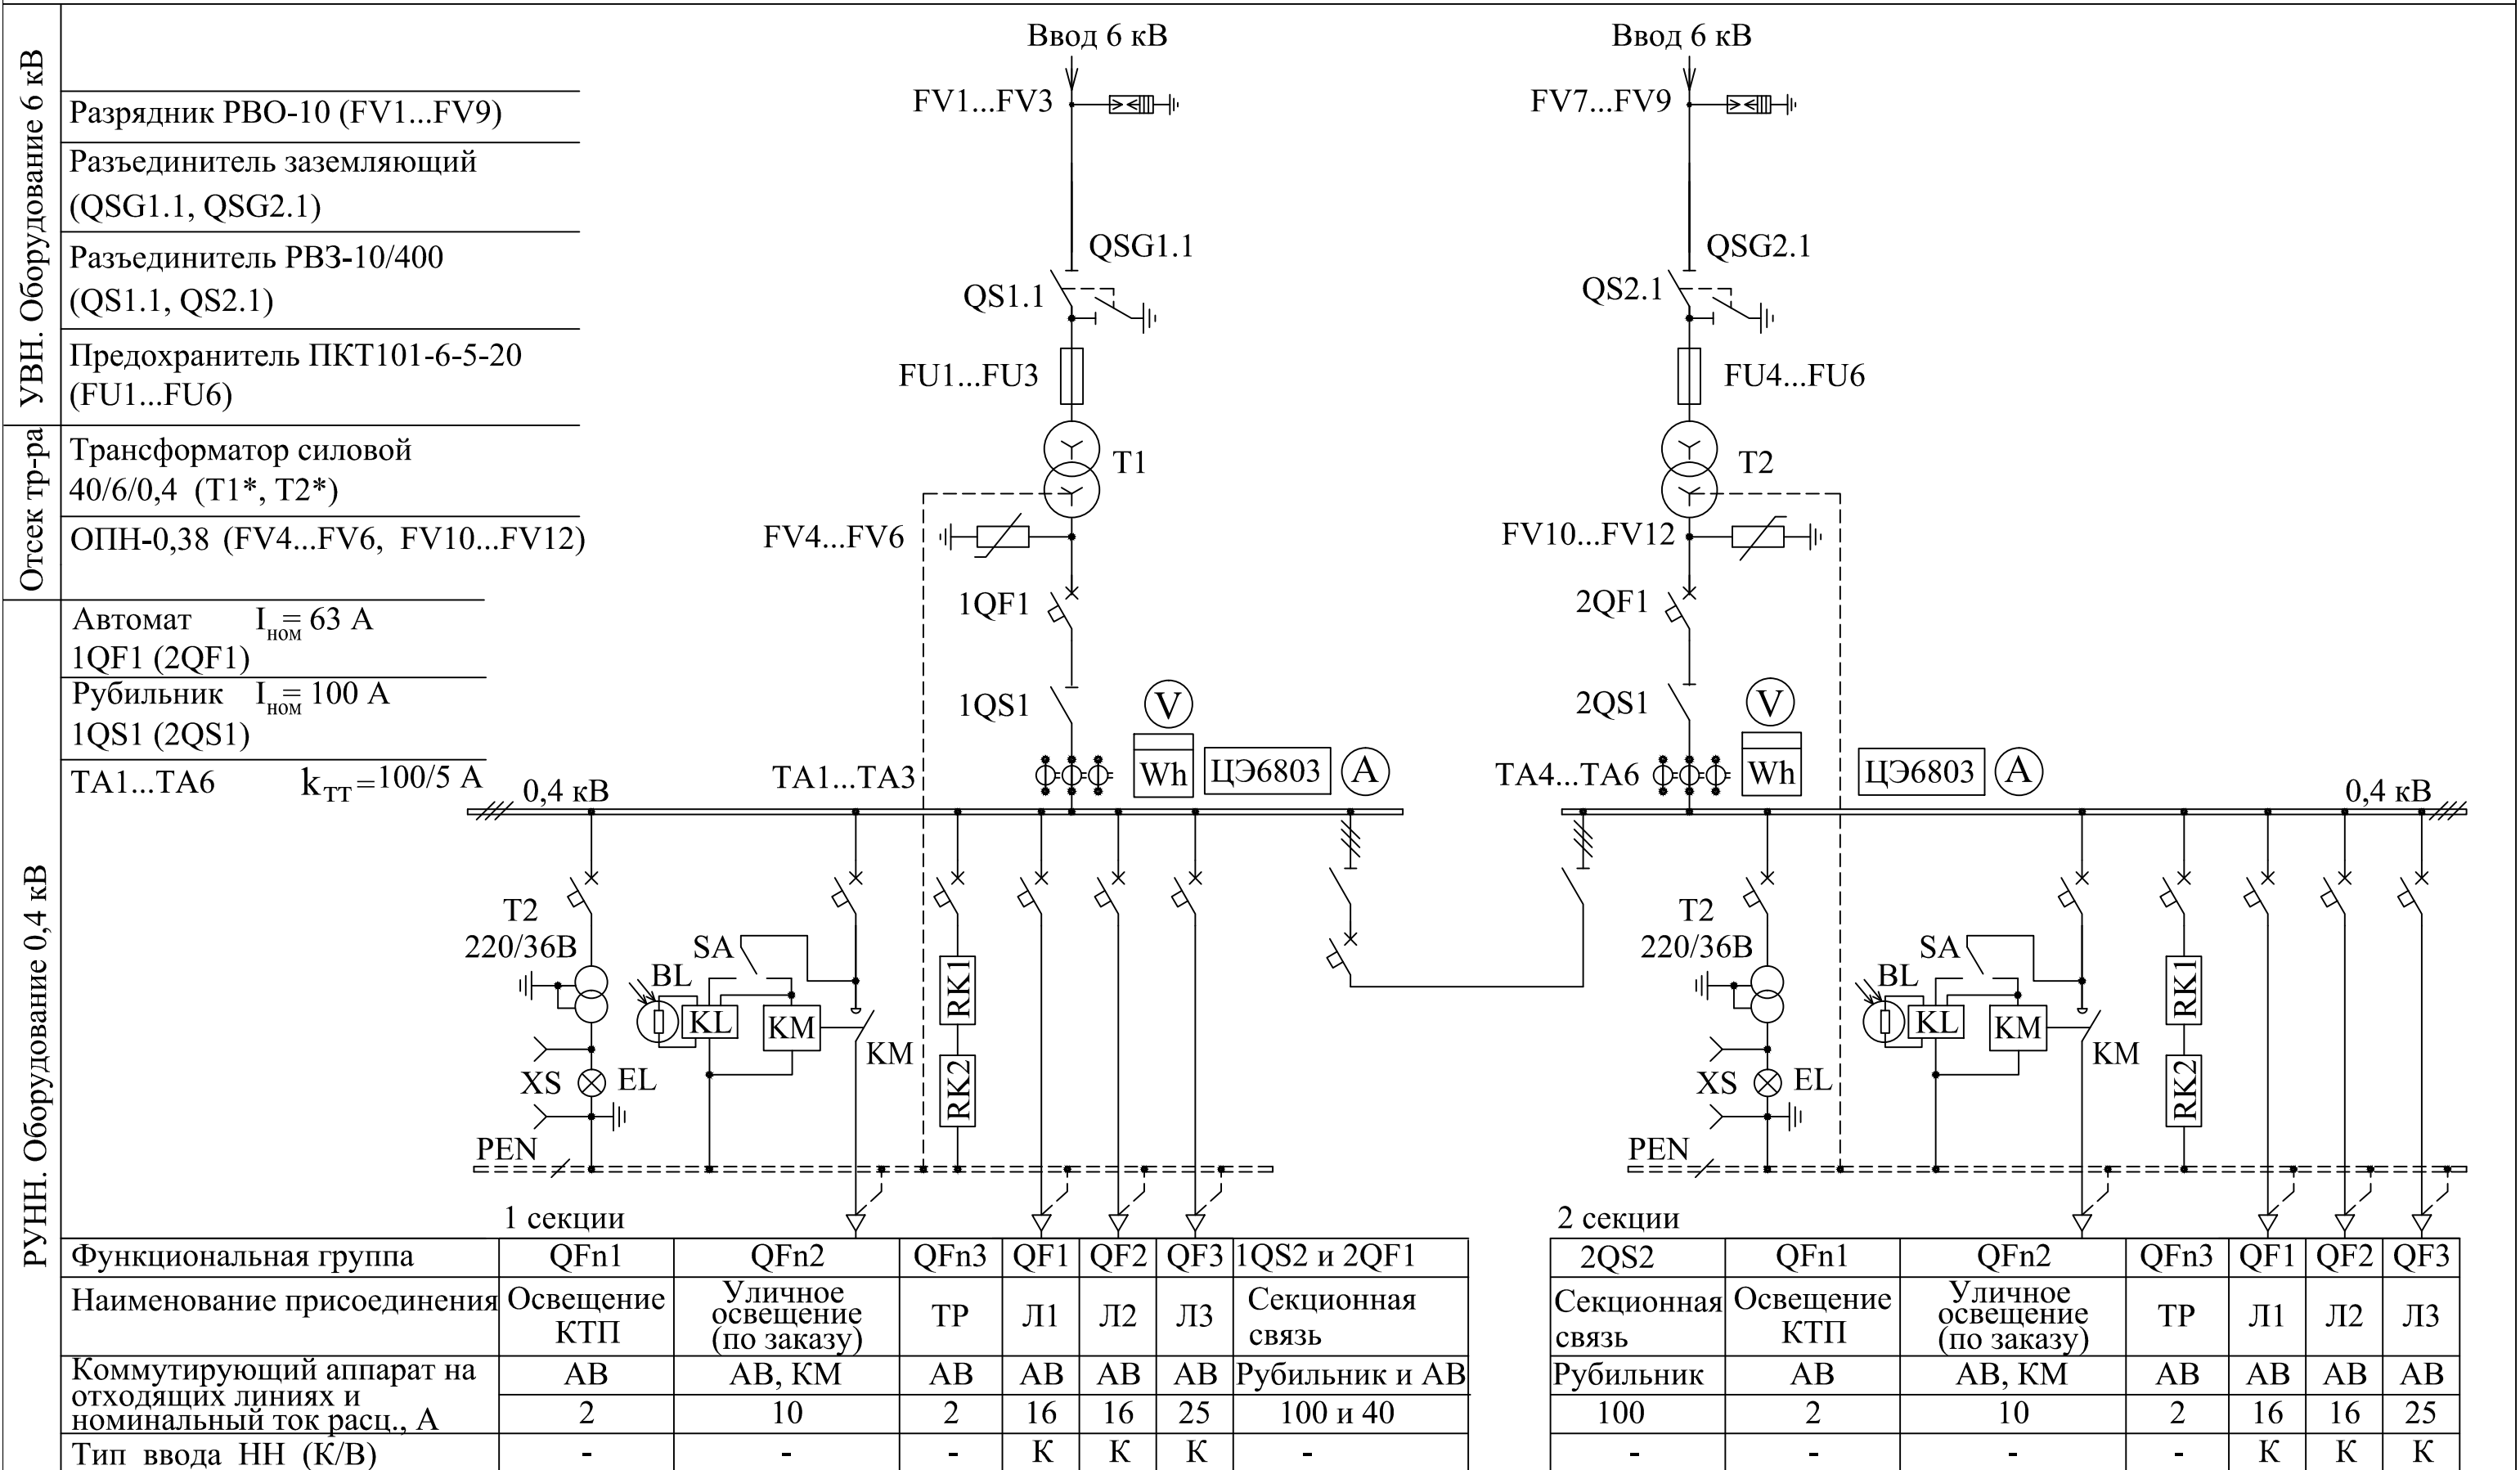 Ввод 6 кВ
Ввод 6 кВ
УВН. Оборудование 6 кВ
Разрядник РВО-10 (FV1...FV9)
FV1...FV3
FV7...FV9
Разъединитель заземляющий
(QSG1.1, QSG2.1)
QSG1.1
QSG2.1
Разъединитель РВЗ-10/400
(QS1.1, QS2.1)
QS1.1
QS2.1
Предохранитель ПКТ101-6-5-20
(FU1...FU6)
FU1...FU3
FU4...FU6
Отсек тр-ра
Трансформатор силовой
40/6/0,4 (Т1*, Т2*)
T1
T2
ОПН-0,38 (FV4...FV6, FV10...FV12)
FV4...FV6
FV10...FV12
РУНН. Оборудование 0,4 кВ
Автомат Iном= 63 А
1QF1 (2QF1)
1QF1
2QF1
Рубильник Iном= 100 А
1QS1 (2QS1)
1QS1
2QS1
V
V
ТА1...ТА6 kТТ=100/5 А
TA1...TA3
Wh
ЦЭ6803
A
TA4...TA6
Wh
ЦЭ6803
A
0,4 кВ
0,4 кВ
T2
220/36В
SA
BL
KL
KM
KM
RK1
RK2
XS
EL
PEN
T2
220/36В
SA
BL
KL
KM
KM
RK1
RK2
XS
EL
PEN
1 секции
2 секции
Функциональная группа QFn1 QFn2 QFn3 QF1 QF2 QF3 1QS2 и 2QF1 2QS2 QFn1 QFn2 QFn3 QF1 QF2 QF3
Наименование присоединения
Освещение
КТП
Уличное
освещение
(по заказу)
ТР
Л1
Л2
Л3
Секционная
связь
Секционная
связь
Освещение
КТП
Уличное
освещение
(по заказу)
ТР
Л1
Л2
Л3
Коммутирующий аппарат на
отходящих линиях и
номинальный ток расц., А
АВ АВ, КМ АВ АВ АВ АВ Рубильник и АВ Рубильник АВ АВ, КМ АВ АВ АВ АВ
2 10 2 16 16 25 100 и 40 100 2 10 2 16 16 25
Тип ввода НН (К/В) - - - К К К - - - - - К К К